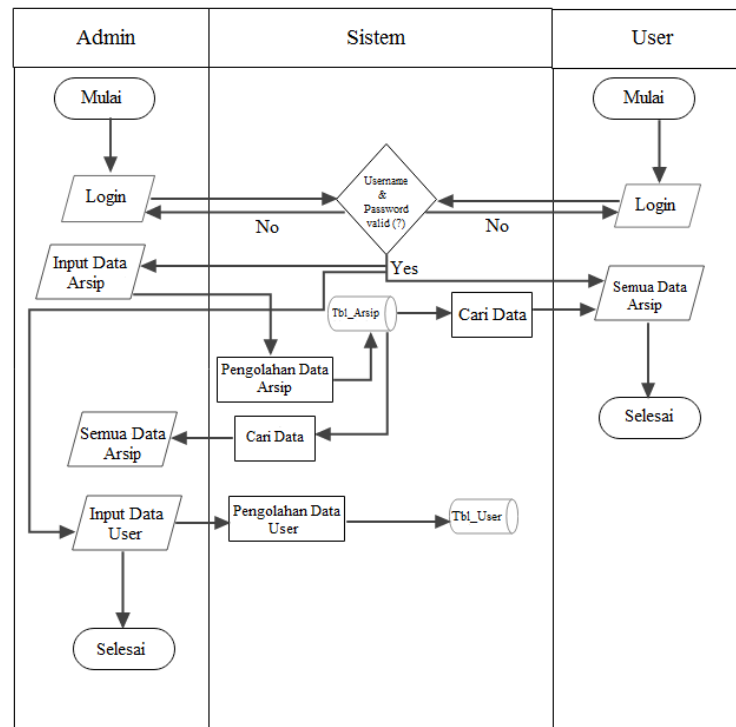 Admin
Sistem
User
Mulai
Mulai
Login
Username
&
Password
valid (?)
Login
No
No
Input Data
Arsip
Yes
Semua Data
Arsip
Tbl_Arsip
Cari Data
Pengolahan Data
Arsip
Selesai
Semua Data
Arsip
Cari Data
Input Data
User
Pengolahan Data
User
Tbl_User
Selesai